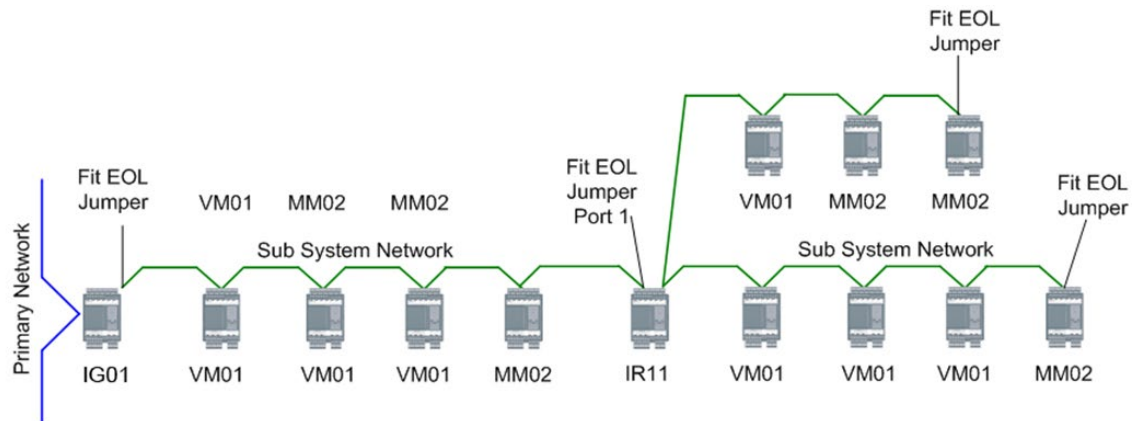 Fit EOL
Jumper
Fit EOL
Jumper
Port 1
Fit EOL
Jumper
Fit EOL
Jumper
VM01 MM02 MM02
VM01 MM02 MM02
Sub System Network
Sub System Network
Primary Network
IG01 VM01 VM01 VM01 MM02 IR11 VM01 VM01 VM01 MM02